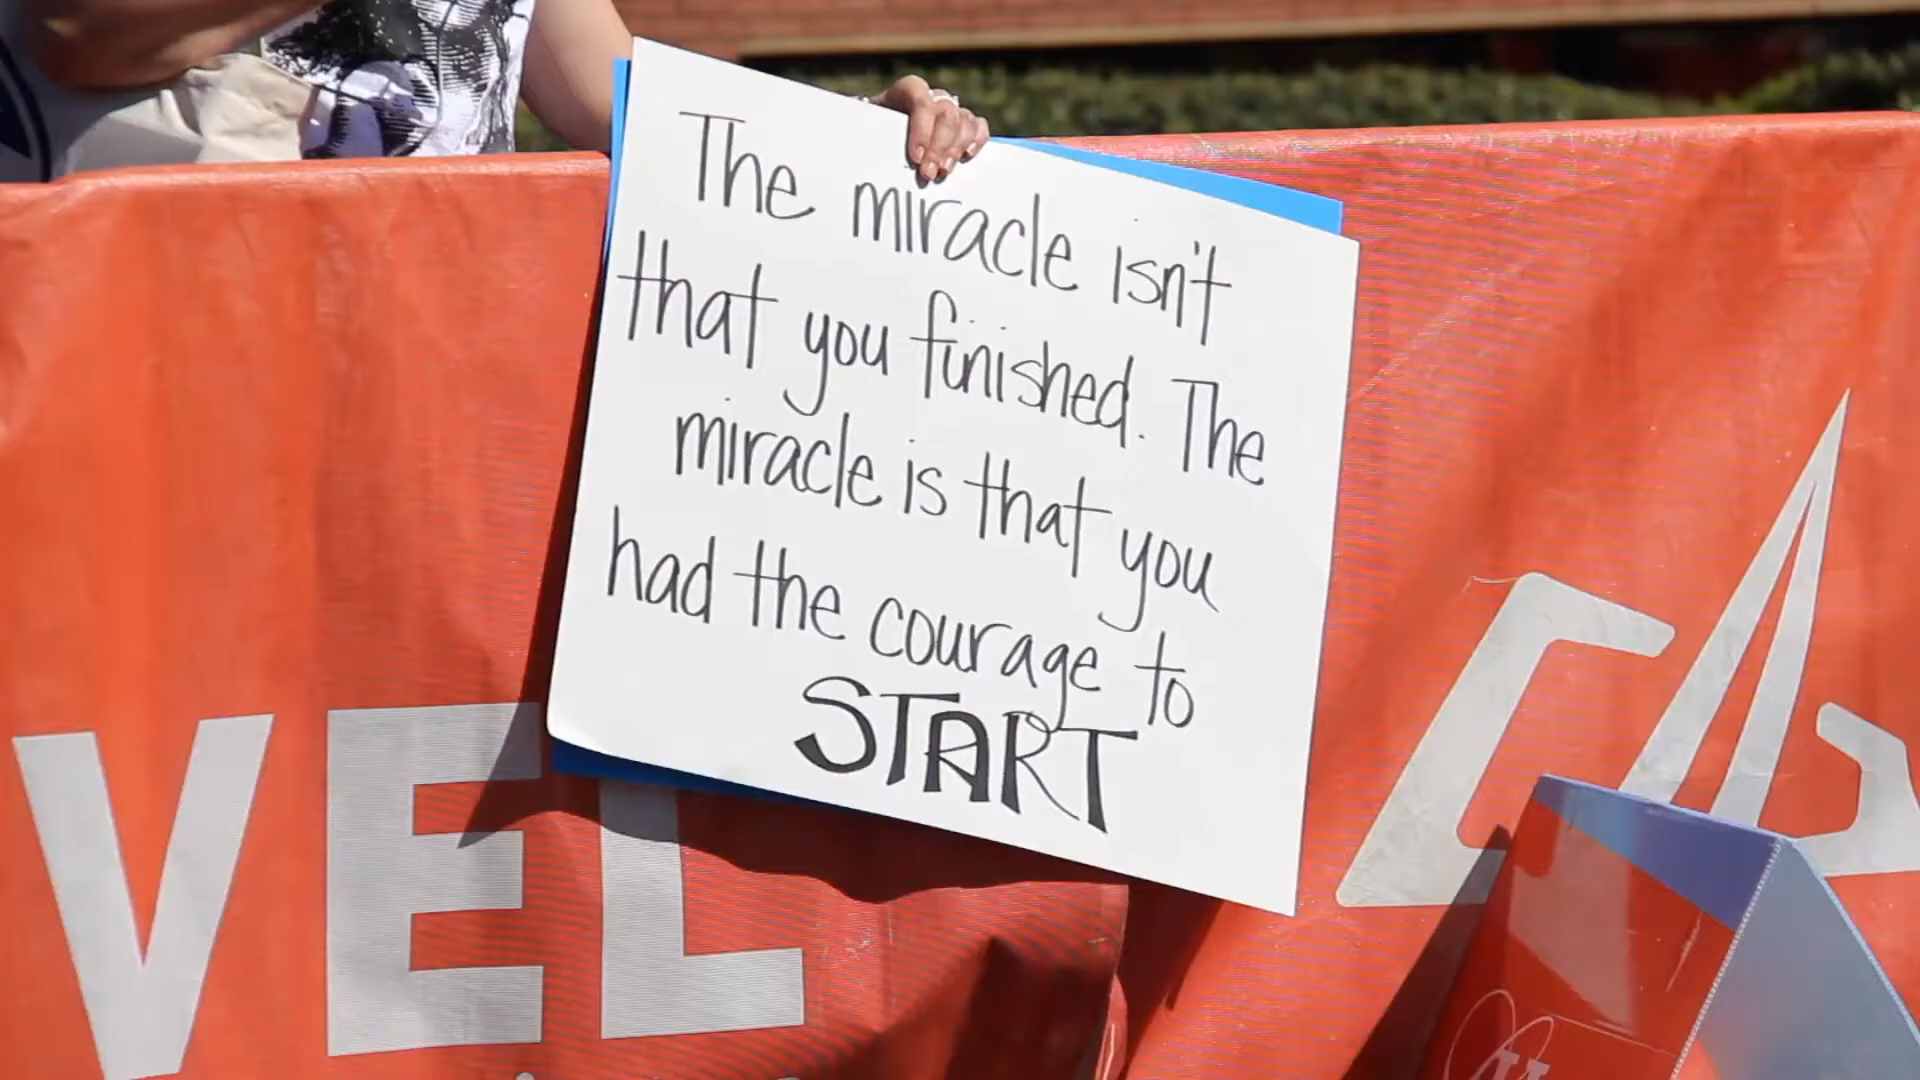 The miracle isn't
that you finished. The
miracle is that you
had the courage to
START
VEL